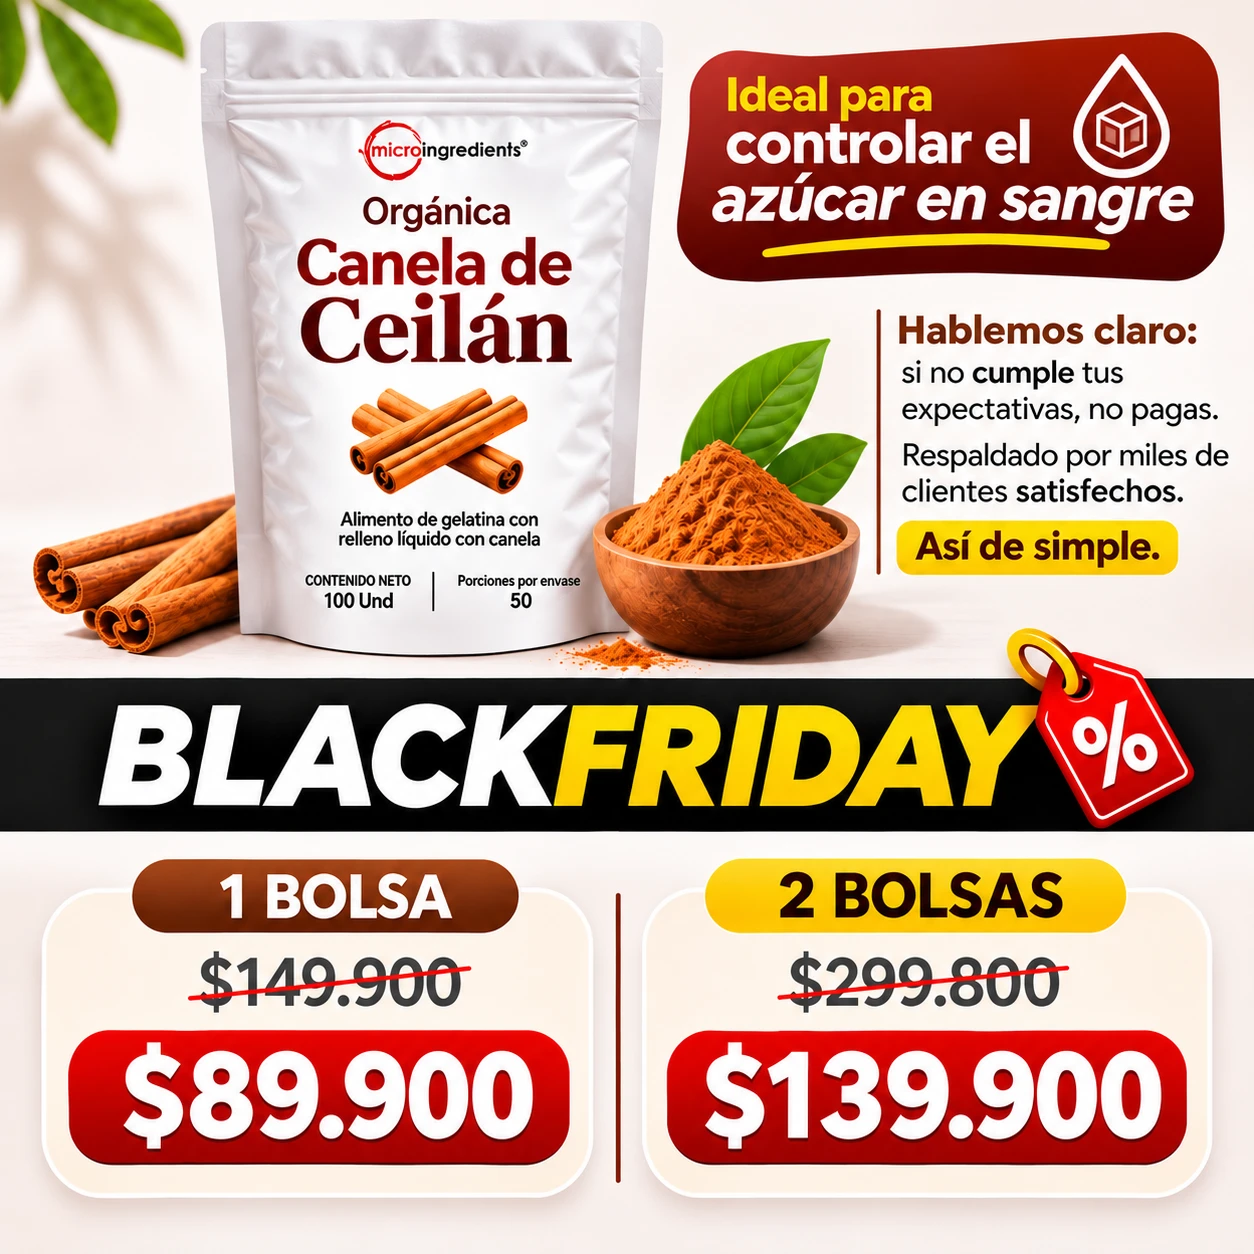 microingredients®
Orgánica
Canela de
Ceilán
Alimento de gelatina con
relleno líquido con canela
CONTENIDO NETO
100 Und
Porciones por envase
50
Ideal para
controlar el
azúcar en sangre
Hablemos claro:
si no cumple tus
expectativas, no pagas.
Respaldado por miles de
clientes satisfechos.
Así de simple.
BLACKFRIDAY
%
1 BOLSA
$149.900
$89.900
2 BOLSAS
$299.800
$139.900